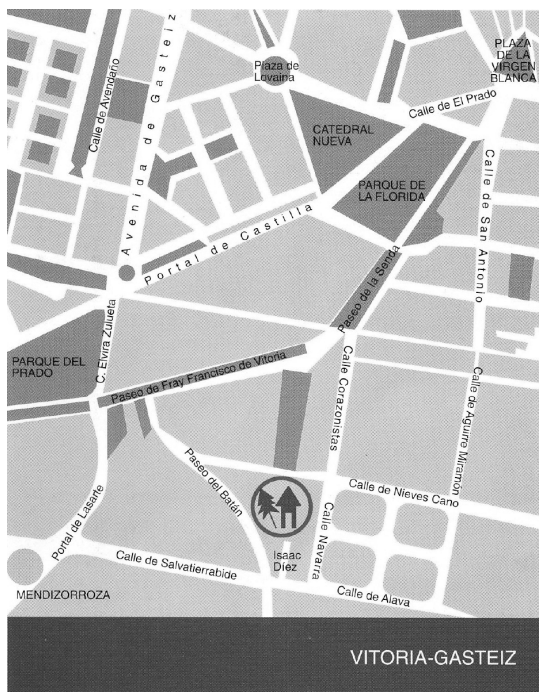 PLAZA
DE LA
VIRGEN
BLANCA
Plaza de
Lovaina
Avenida de Gasteiz
Calle de Avendaño
Calle de El Prado
CATEDRAL
NUEVA
PARQUE DE
LA FLORIDA
Calle de San Antonio
Portal de Castilla
Paseo de la Senda
C. Elvira Zulueta
PARQUE DEL
PRADO
Paseo de Fray Francisco de Vitoria
Calle Corazonistas
Calle de Aguirre Miramón
Paseo del Batán
Calle de Nieves Cano
Portal de Lasarte
Calle Navarra
Isaac
Díez
Calle de Salvatierrabide
Calle de Alava
MENDIZORROZA
VITORIA-GASTEIZ